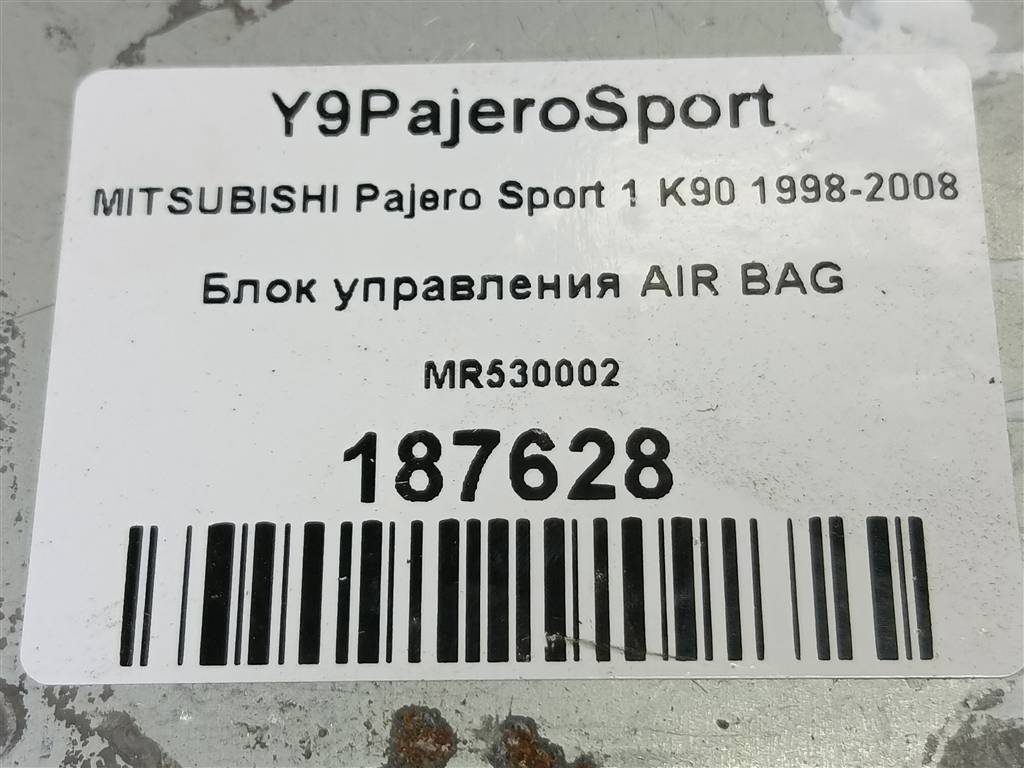 Y9PajeroSport
MITSUBISHI Pajero Sport 1 K90 1998-2008
Блок управления AIR BAG
MR530002
187628